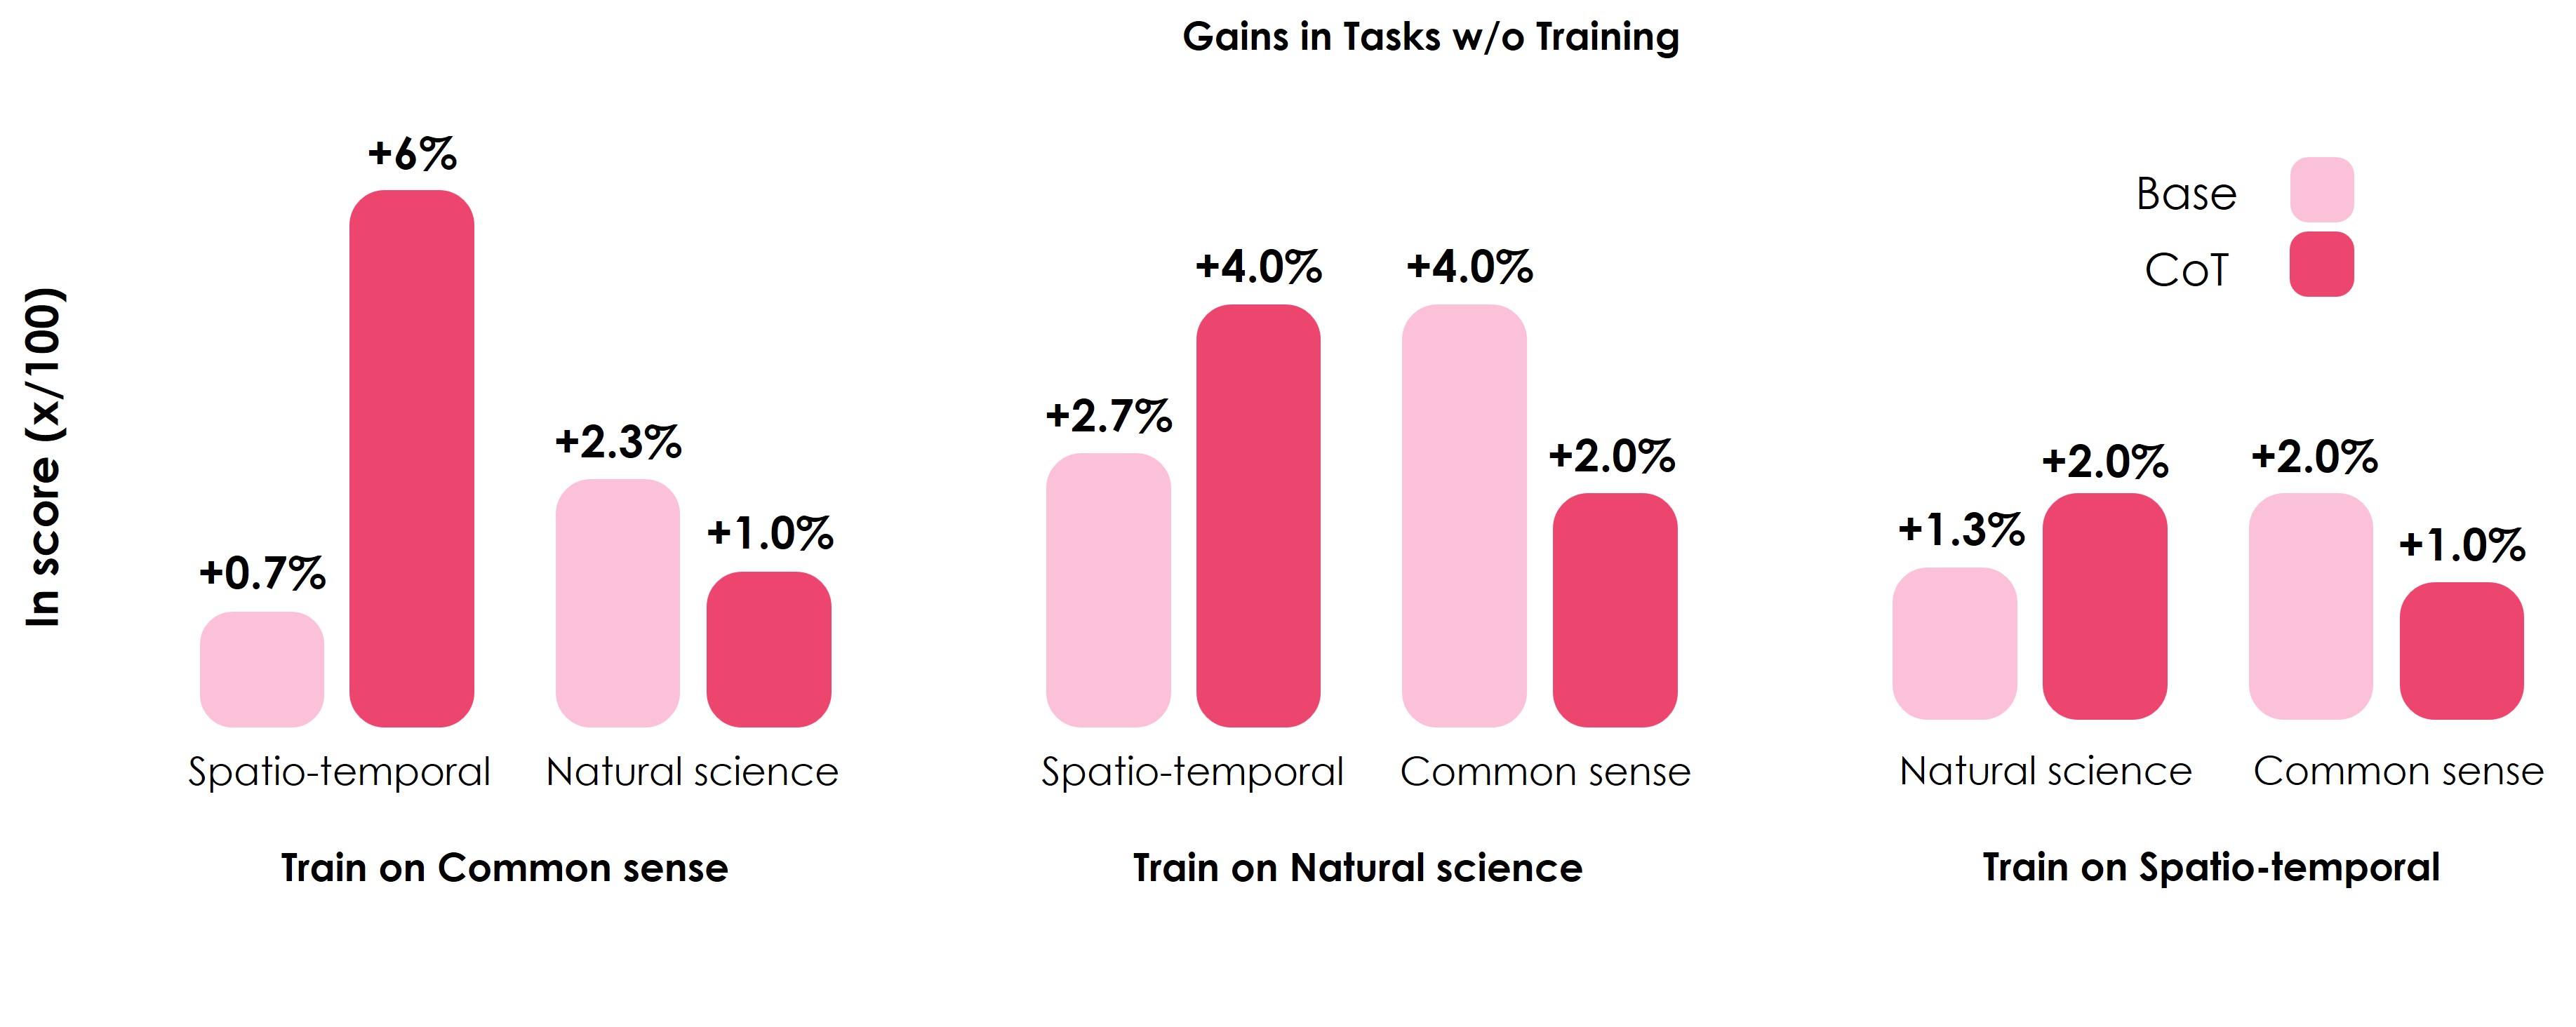 Gains in Tasks w/o Training
In score (x/100)
Base
CoT
+0.7%
+6%
+2.3%
+1.0%
Spatio-temporal
Natural science
Train on Common sense
+2.7%
+4.0%
+4.0%
+2.0%
Spatio-temporal
Common sense
Train on Natural science
+1.3%
+2.0%
+2.0%
+1.0%
Natural science
Common sense
Train on Spatio-temporal